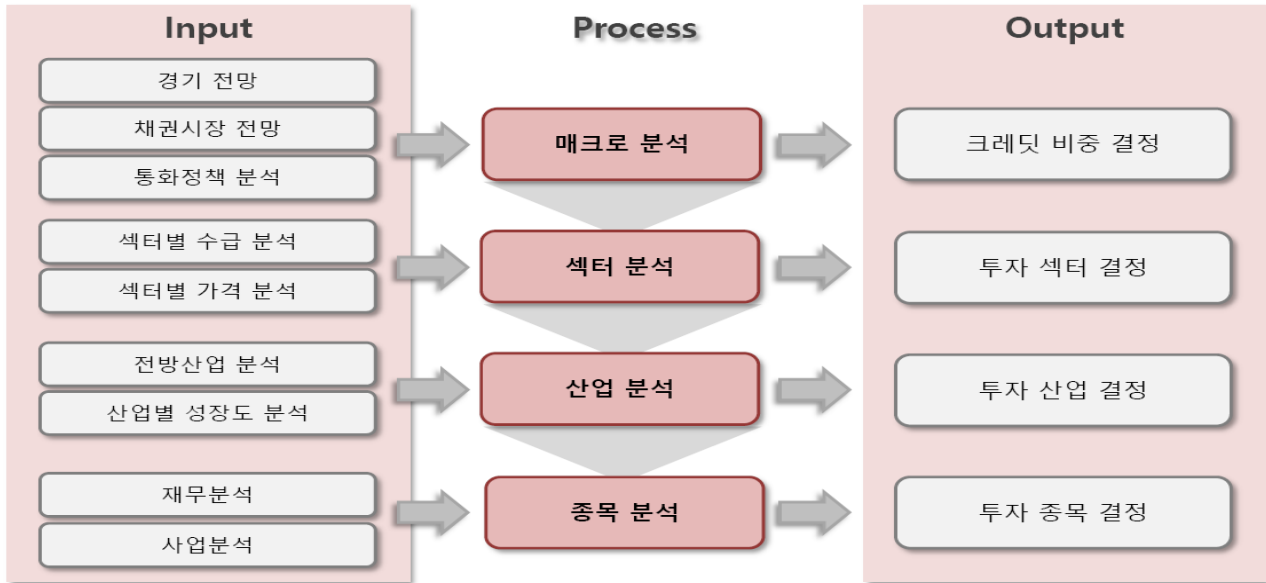 Input
Process
Output
경기 전망
채권시장 전망
통화정책 분석
매크로 분석
크레딧 비중 결정
섹터별 수급 분석
섹터별 가격 분석
섹터 분석
투자 섹터 결정
전방산업 분석
산업별 성장도 분석
산업 분석
투자 산업 결정
재무분석
사업분석
종목 분석
투자 종목 결정